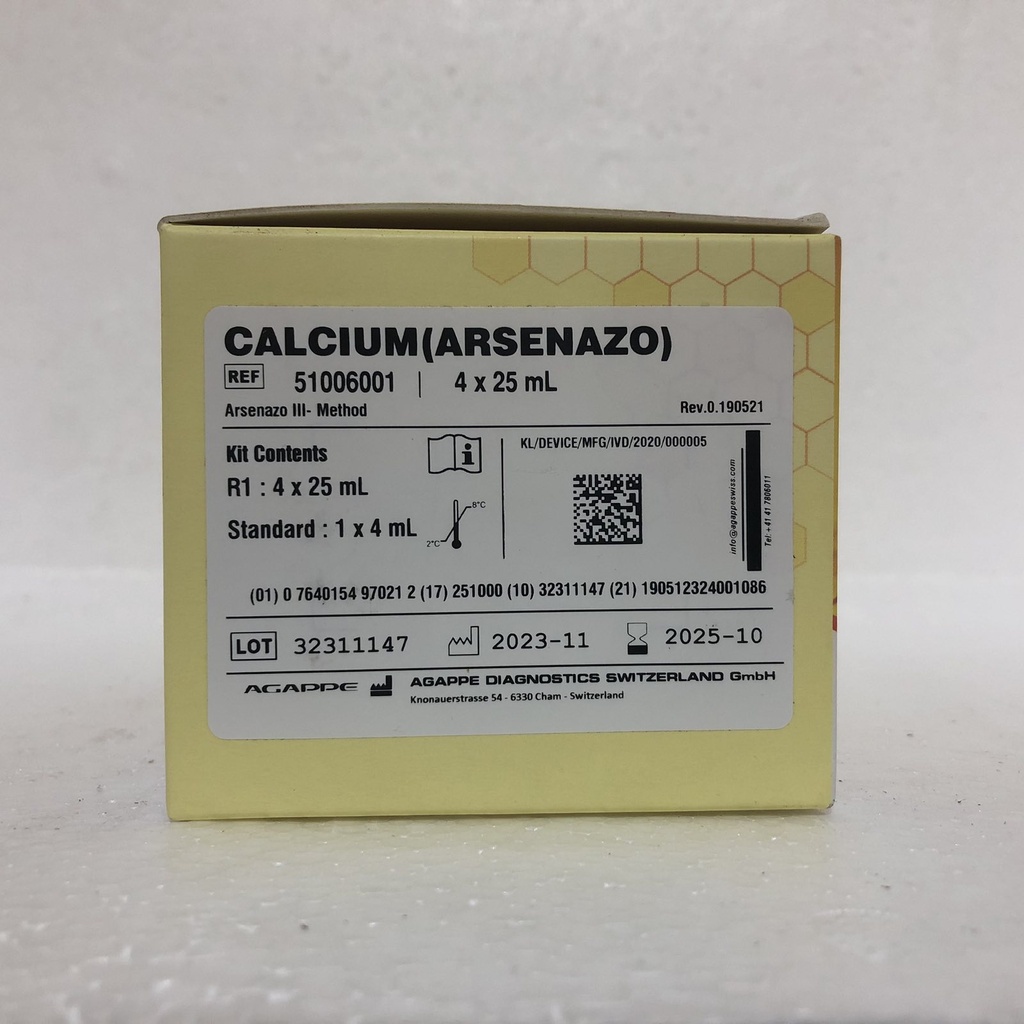 CALCIUM(ARSENAZO)
REF 51006001 | 4 x 25 mL
Arsenazo III- Method Rev.0.190521
Kit Contents
R1 : 4 x 25 mL
Standard : 1 x 4 mL
2°C
8°C
KL/DEVICE/MFG/IVD/2020/000005
info@agappeswiss.com
Tel: +41 41 7806011
(01) 0 7640154 97021 2 (17) 251000 (10) 32311147 (21) 190512324001086
LOT 32311147 2023-11 2025-10
AGAPPE AGAPPE DIAGNOSTICS SWITZERLAND GmbH
Knonauerstrasse 54 - 6330 Cham - Switzerland